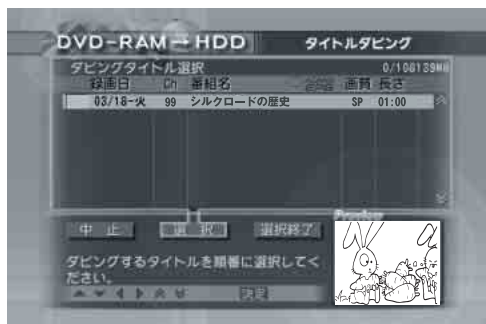 DVD-RAM→HDD タイトルダビング
ダビングタイトル選択 0/106139MB
録画日 Ch 番組名 画質 長さ
03/18-火 99 シルクロードの歴史 SP 01:00
Preview
中 止 選 択 選択終了
ダビングするタイトルを順番に選択してく
ださい。
決定